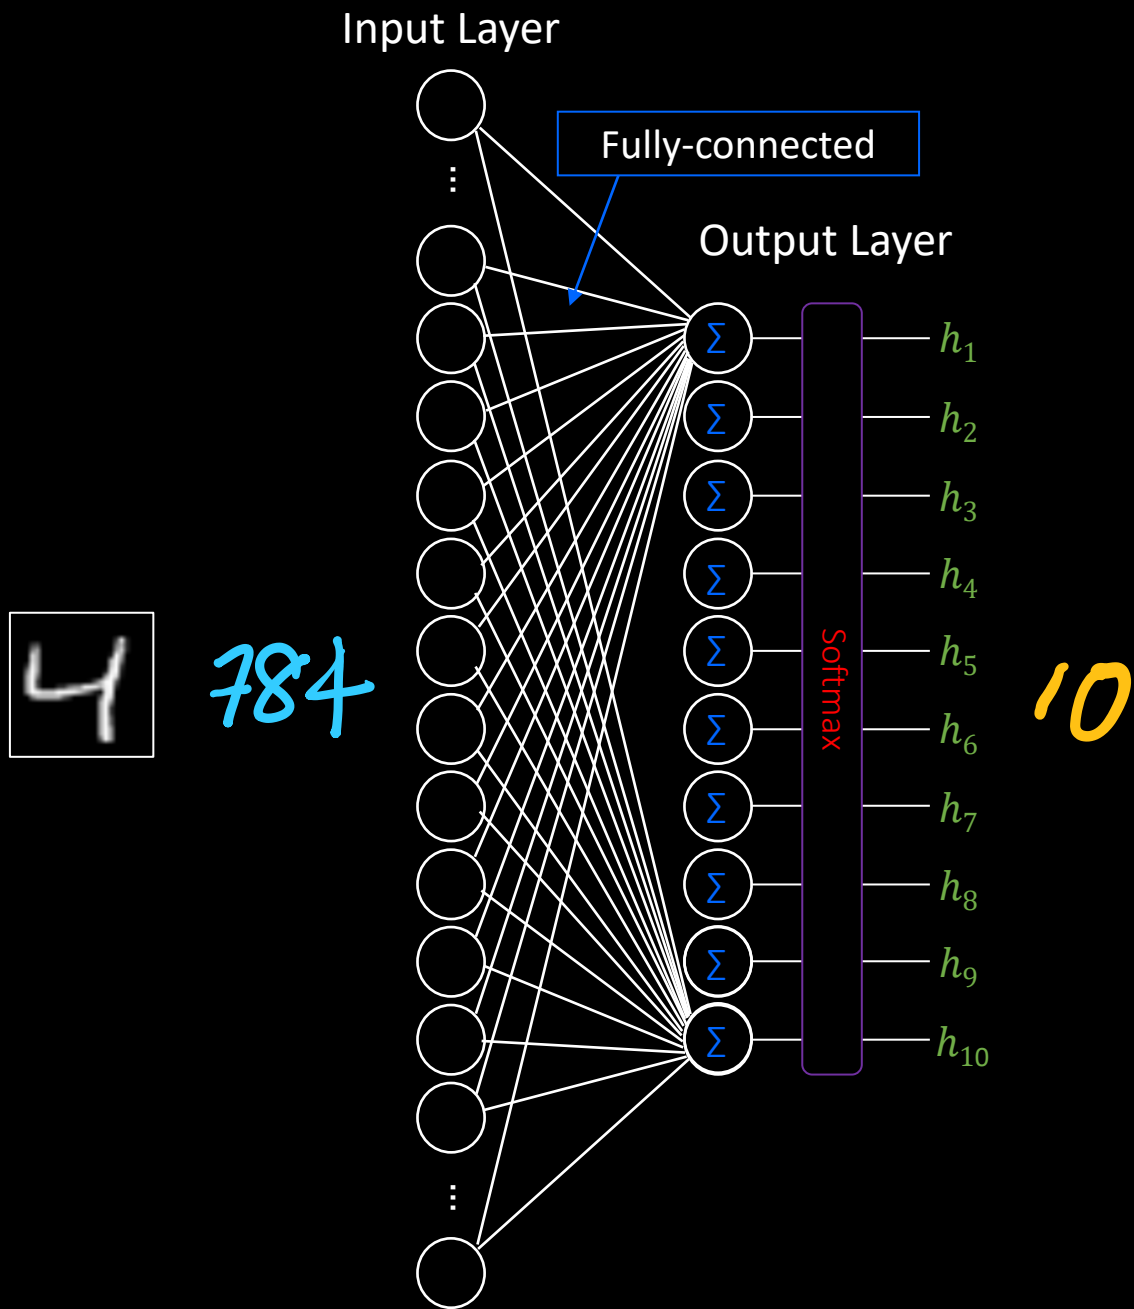 Input Layer
Fully-connected
Output Layer
⋮
Σ
h₁
Σ
h₂
Σ
h₃
Σ
h₄
4
784
Σ
Softmax
h₅
10
Σ
h₆
Σ
h₇
Σ
h₈
Σ
h₉
Σ
h₁₀
⋮